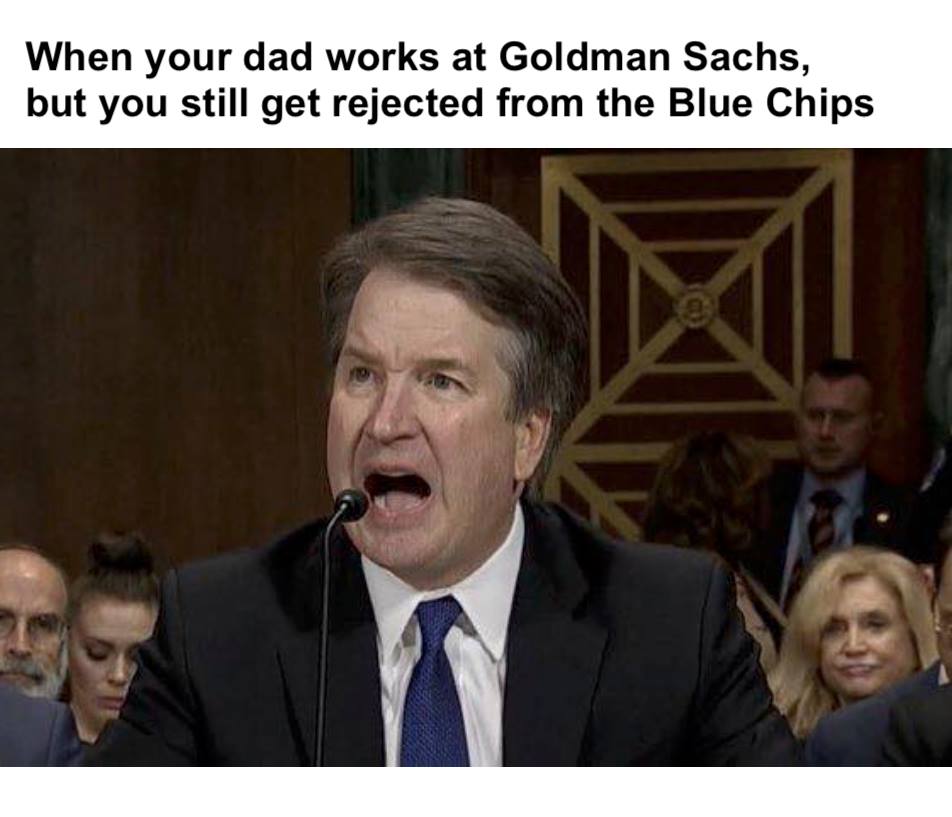 When your dad works at Goldman Sachs,
but you still get rejected from the Blue Chips